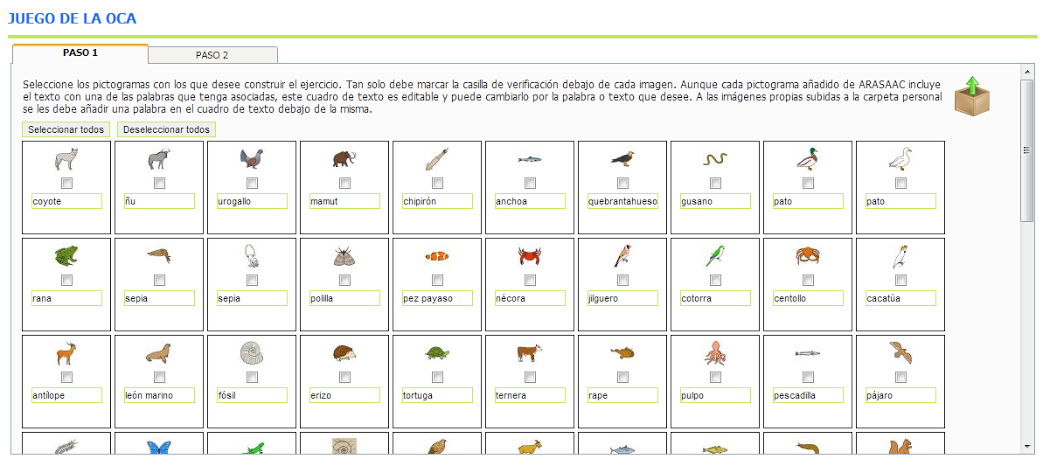 JUEGO DE LA OCA
PASO 1
PASO 2
Seleccione los pictogramas con los que desee construir el ejercicio. Tan solo debe marcar la casilla de verificación debajo de cada imagen. Aunque cada pictograma añadido de ARASAAC incluye
el texto con una de las palabras que tenga asociadas, este cuadro de texto es editable y puede cambiarlo por la palabra o texto que desee. A las imágenes propias subidas a la carpeta personal
se les debe añadir una palabra en el cuadro de texto debajo de la misma.
Seleccionar todos Deseleccionar todos
coyote ñu urogallo mamut chipirón anchoa quebrantahueso gusano pato pato
rana sepia sepia polilla pez payaso nécora jilguero cotorra centollo cacatúa
antílope león marino fósil erizo tortuga ternera rape pulpo pescadilla pájaro